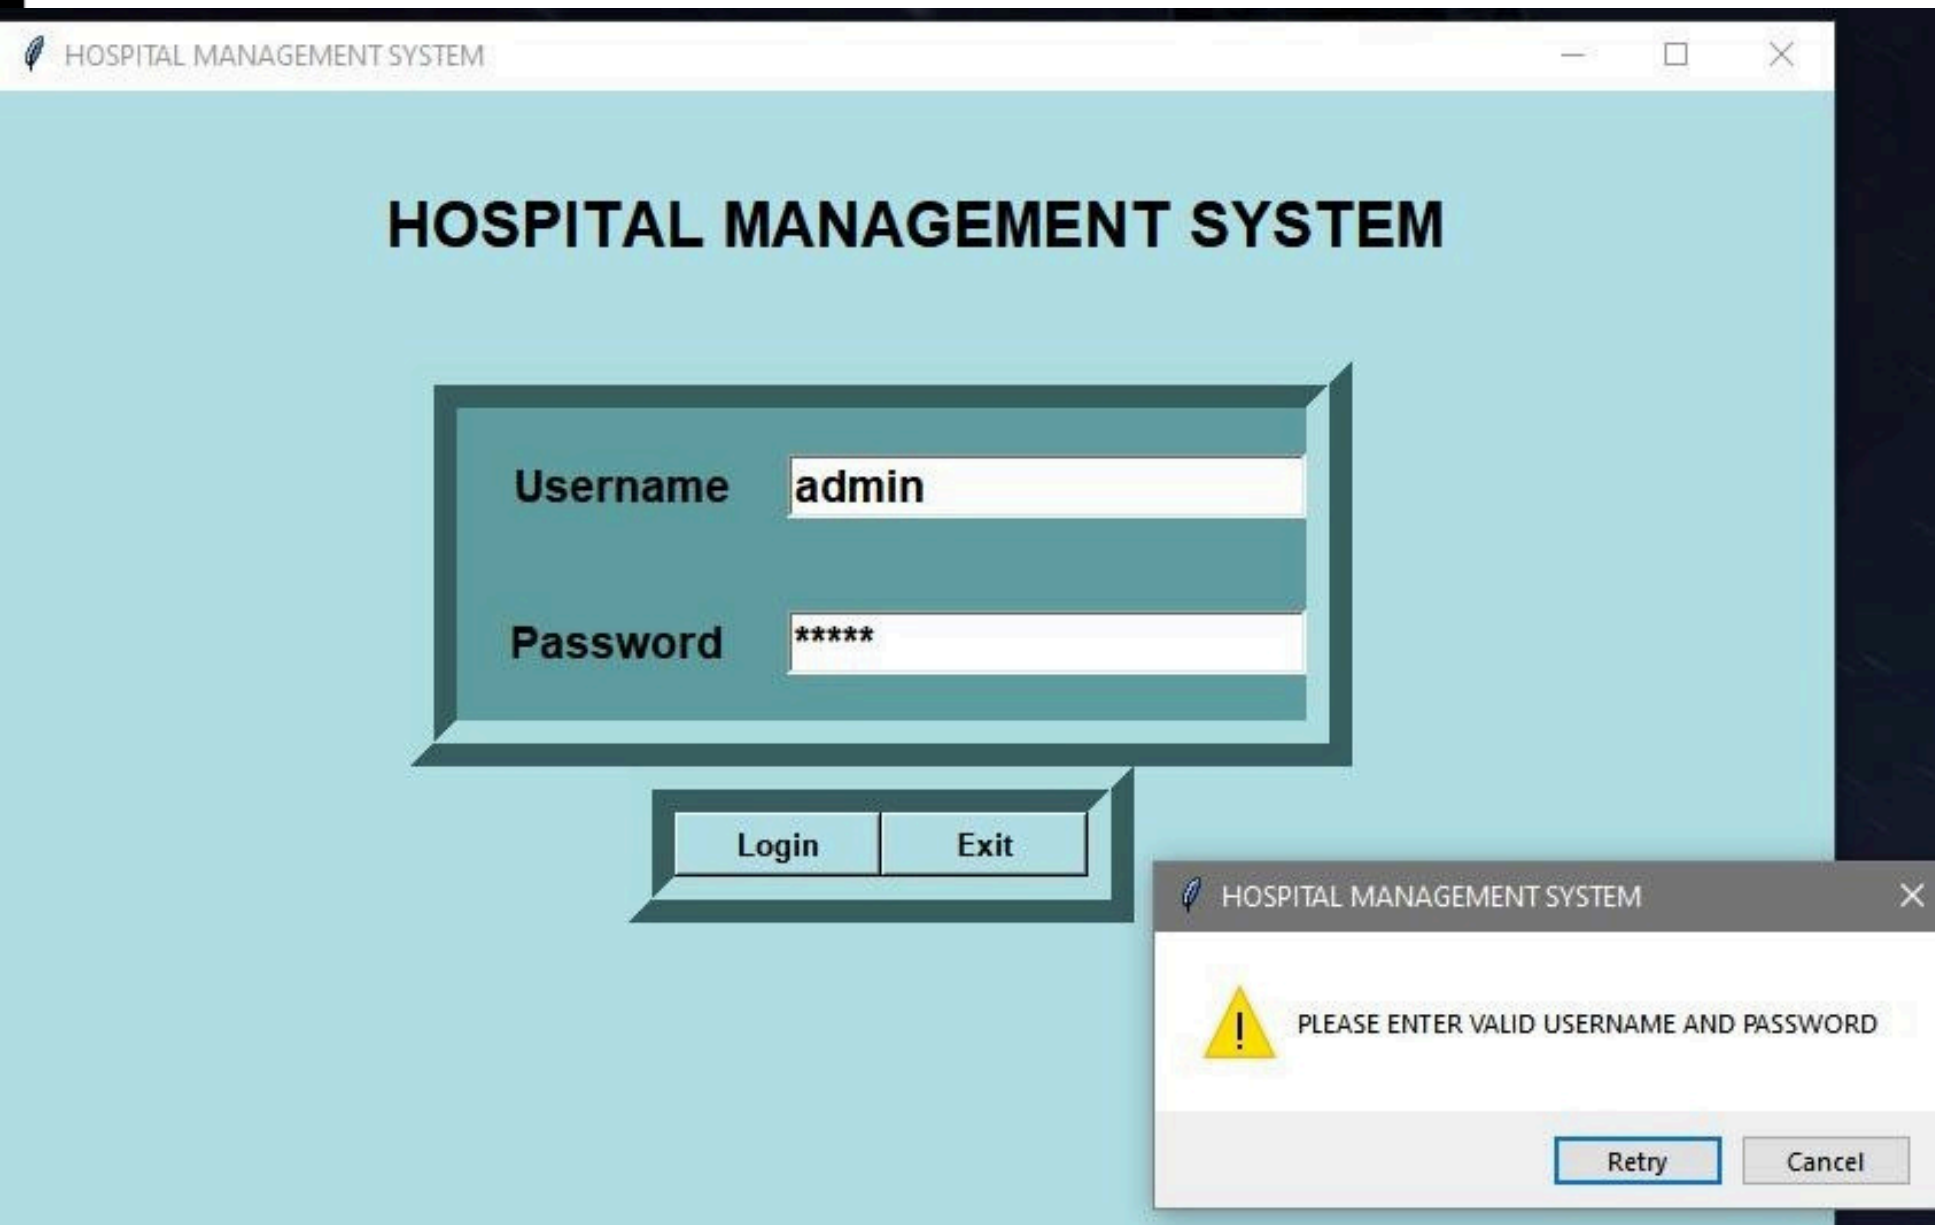 HOSPITAL MANAGEMENT SYSTEM
HOSPITAL MANAGEMENT SYSTEM
Username admin
Password *****
Login Exit
HOSPITAL MANAGEMENT SYSTEM
PLEASE ENTER VALID USERNAME AND PASSWORD
Retry Cancel